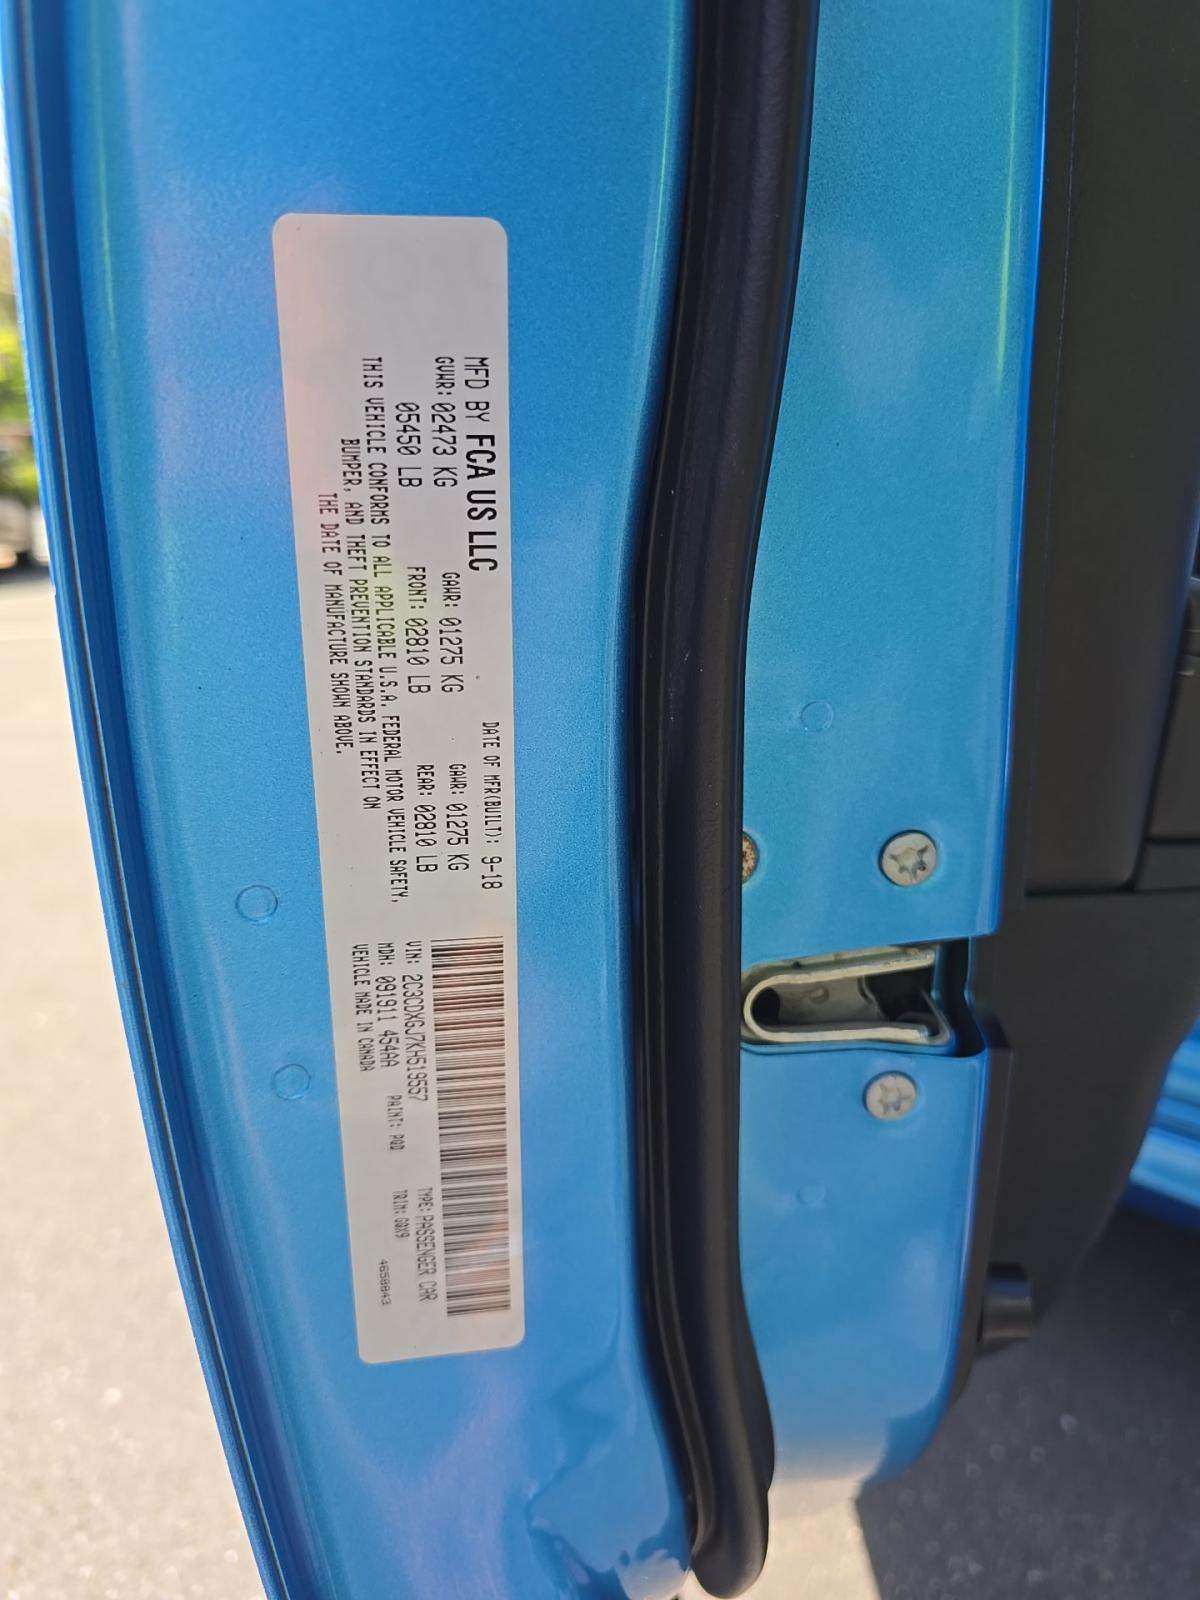 MFD BY FCA US LLC
DATE OF MFR(BUILT): 9-18
GVWR: 02473 KG
GAWR: 01275 KG
GAWR: 01275 KG
05450 LB
FRONT: 02810 LB
REAR: 02810 LB
THIS VEHICLE CONFORMS TO ALL APPLICABLE U.S.A. FEDERAL MOTOR VEHICLE SAFETY,
BUMPER, AND THEFT PREVENTION STANDARDS IN EFFECT ON
THE DATE OF MANUFACTURE SHOWN ABOVE.
VIN: 2C3CDXGJ7KH519557
TYPE: PASSENGER CAR
MDH: 091911 454AA
PAINT: PQD
TRIM: GQX9
VEHICLE MADE IN CANADA
4650843